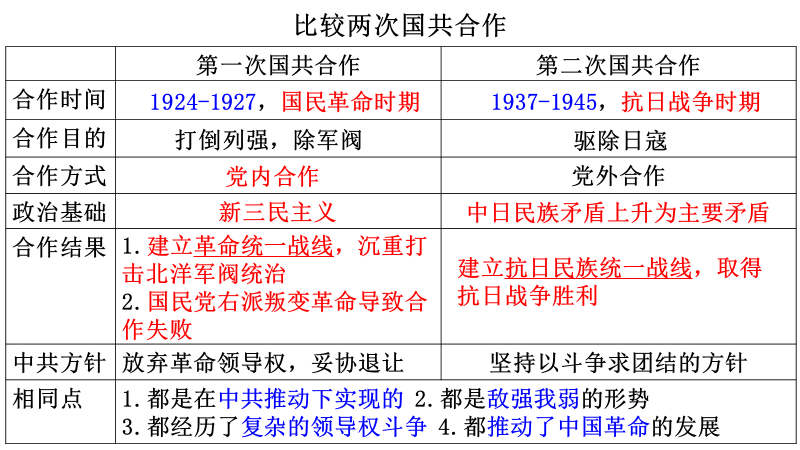 比较两次国共合作
第一次国共合作 第二次国共合作
合作时间 1924-1927，国民革命时期 1937-1945，抗日战争时期
合作目的 打倒列强，除军阀 驱除日寇
合作方式 党内合作 党外合作
政治基础 新三民主义 中日民族矛盾上升为主要矛盾
合作结果 1.建立革命统一战线，沉重打
击北洋军阀统治
2.国民党右派叛变革命导致合
作失败
建立抗日民族统一战线，取得
抗日战争胜利
中共方针 放弃革命领导权，妥协退让 坚持以斗争求团结的方针
相同点 1.都是在中共推动下实现的 2.都是敌强我弱的形势
3.都经历了复杂的领导权斗争 4.都推动了中国革命的发展